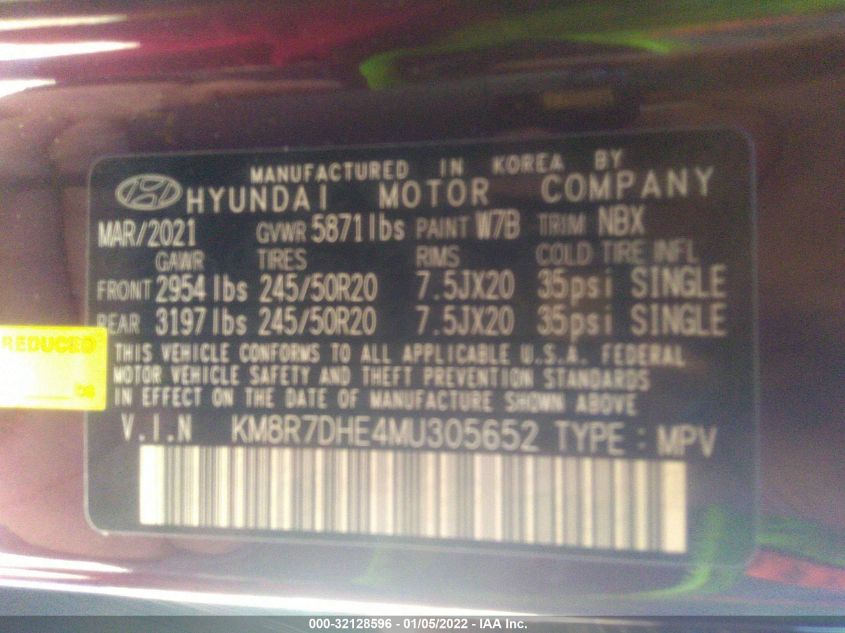 MANUFACTURED IN KOREA BY
HYUNDAI MOTOR COMPANY
MAR/2021 GVWR 5871lbs PAINT W7B TRIM NBX
GAWR TIRES RIMS COLD TIRE INFL
FRONT 2954 lbs 245/50R20 7.5JX20 35psi SINGLE
REAR 3197 lbs 245/50R20 7.5JX20 35psi SINGLE
REDUCED
THIS VEHICLE CONFORMS TO ALL APPLICABLE U.S.A. FEDERAL
MOTOR VEHICLE SAFETY AND THEFT PREVENTION STANDARDS
IN EFFECT ON THE DATE OF MANUFACTURE SHOWN ABOVE
V.I.N KM8R7DHE4MU305652 TYPE : MPV
000-32128596 - 01/05/2022 - IAA Inc.